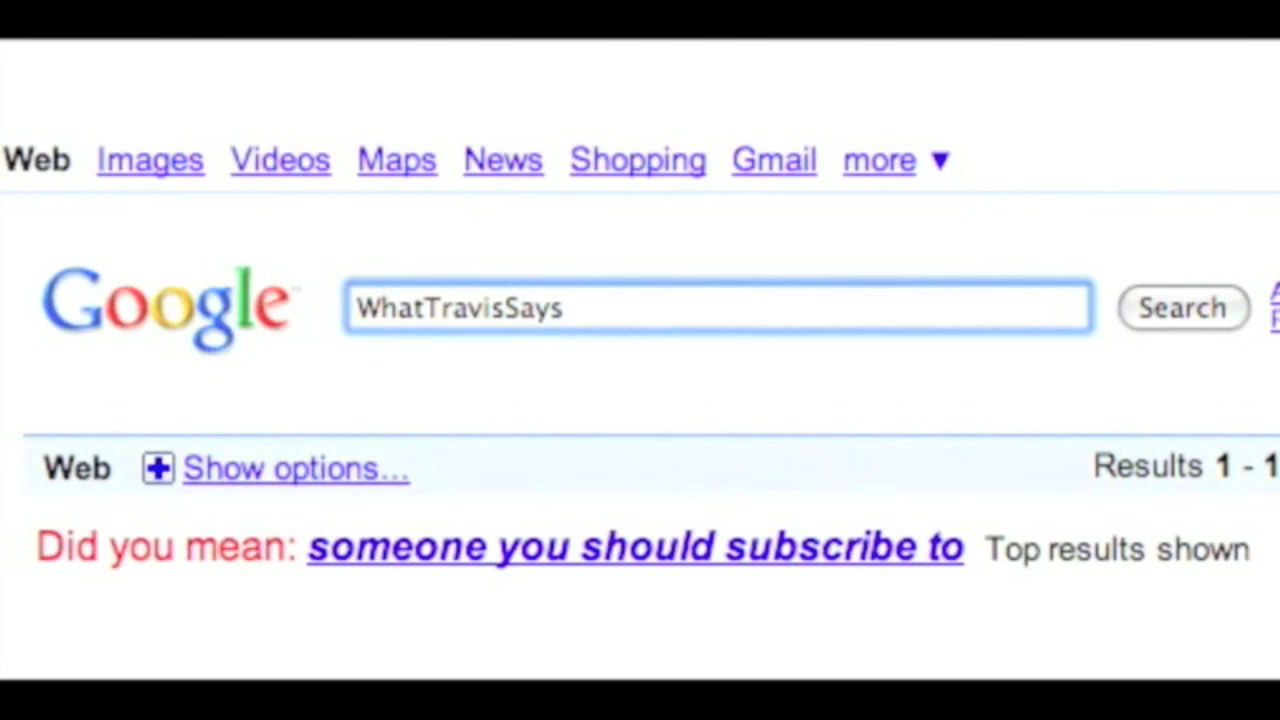 Web Images Videos Maps News Shopping Gmail more ▼
Google WhatTravisSays Search
Web Show options... Results 1 - 1
Did you mean: someone you should subscribe to Top results shown